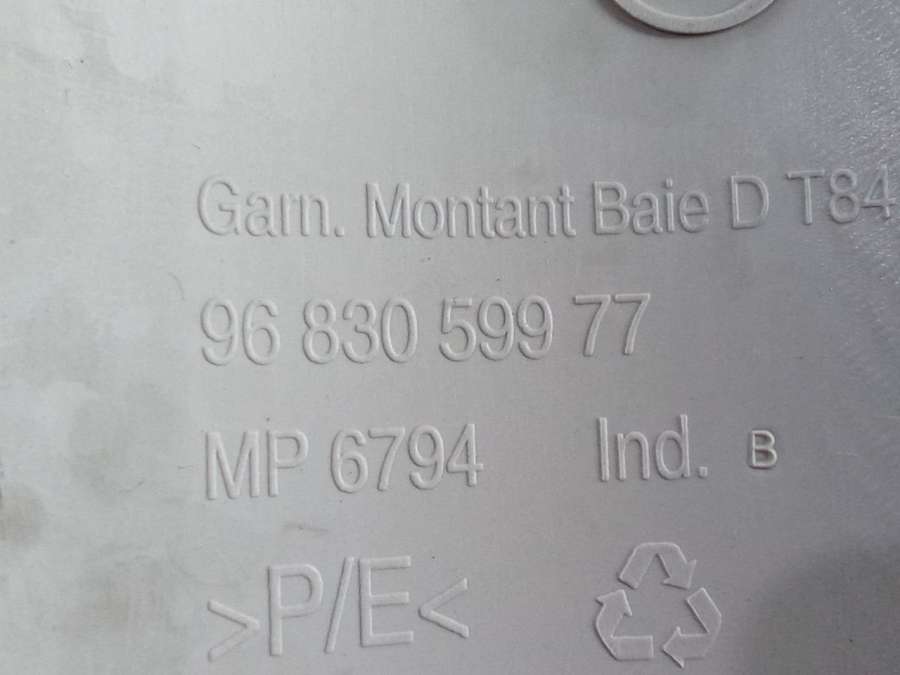 Garn. Montant Baie D T84
96 830 599 77
MP 6794 Ind. B
>P/E<